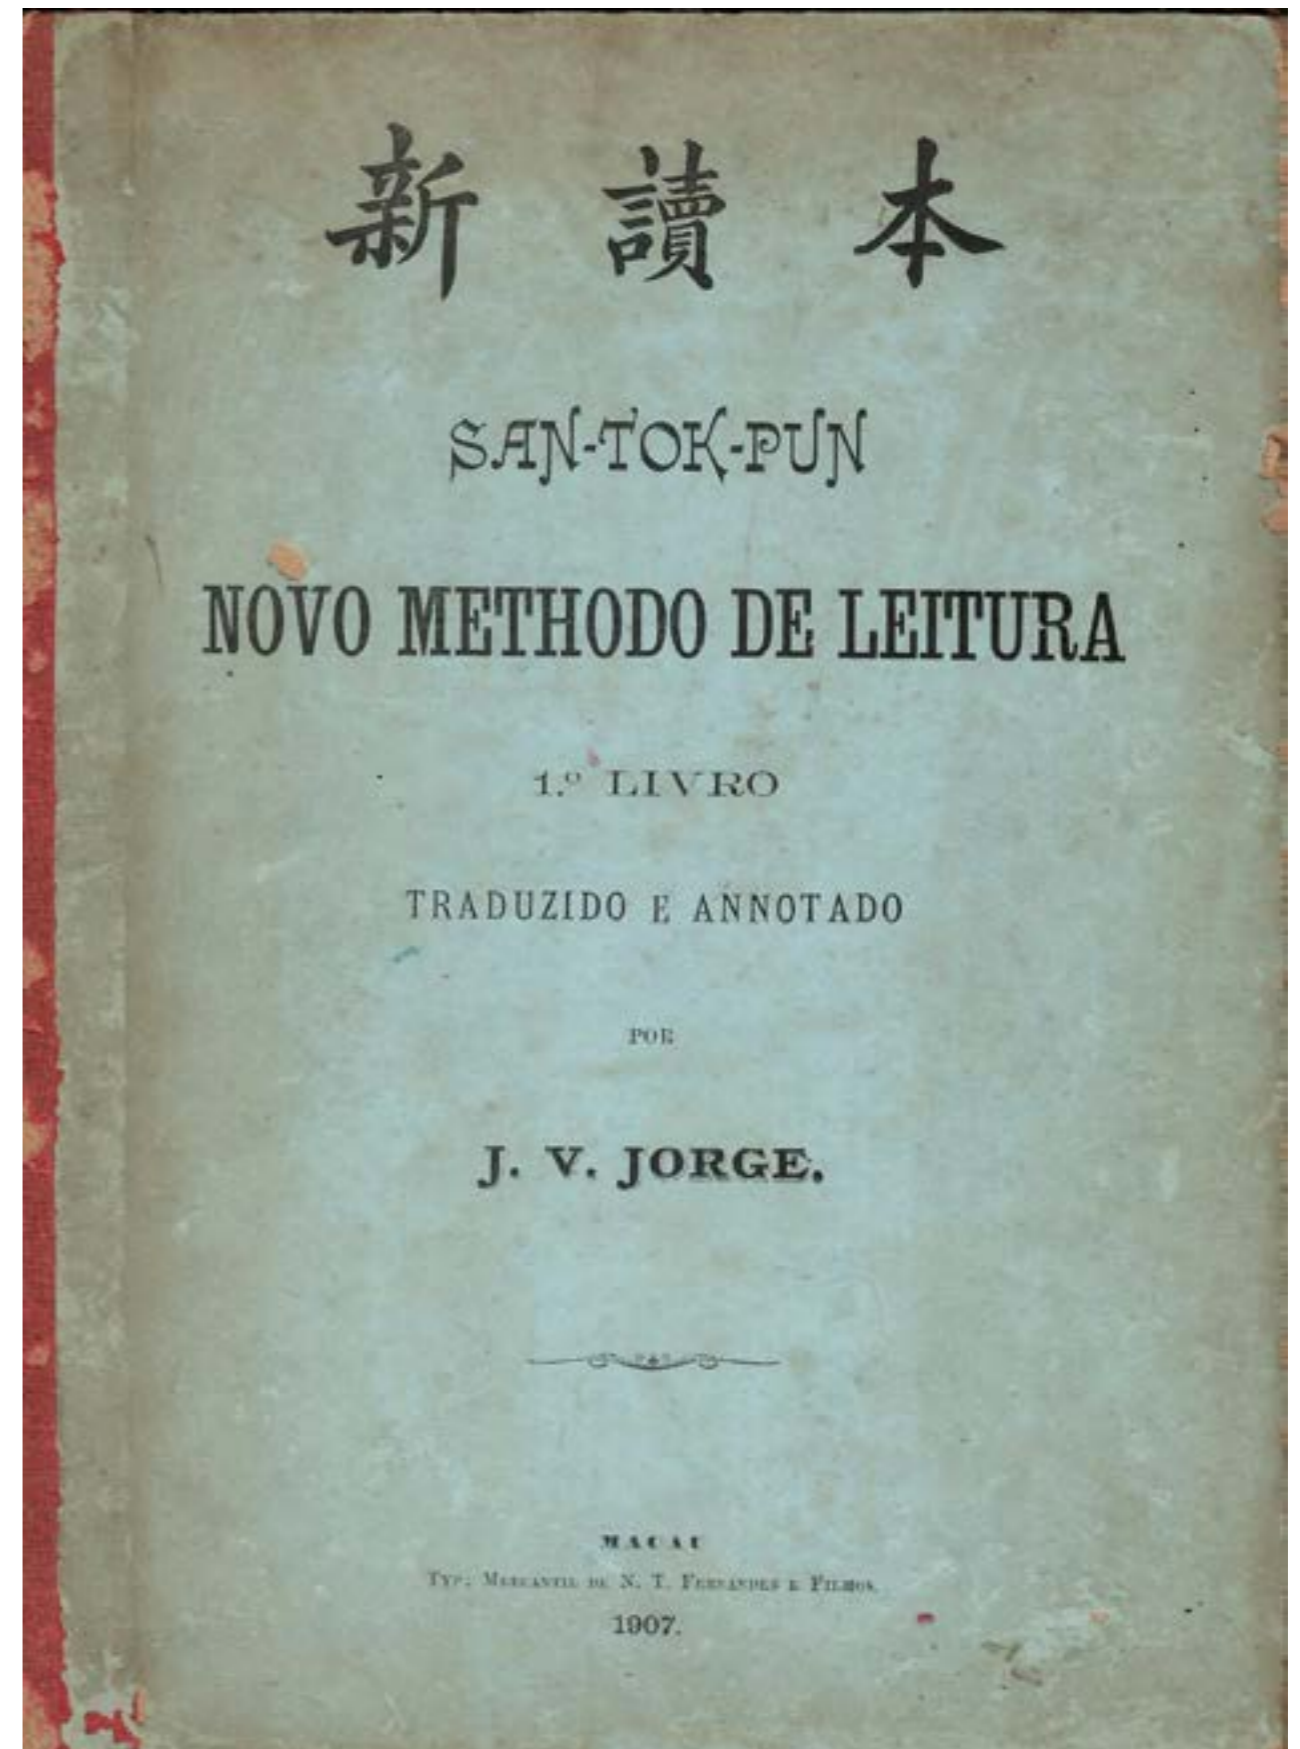 新讀本
SAN-TOK-PUN
NOVO METHODO DE LEITURA
1.º LIVRO
TRADUZIDO E ANNOTADO
POR
J. V. JORGE.
MACAU
TYP. MERCANTIL DE N. T. FERNANDES E FILHOS.
1907.